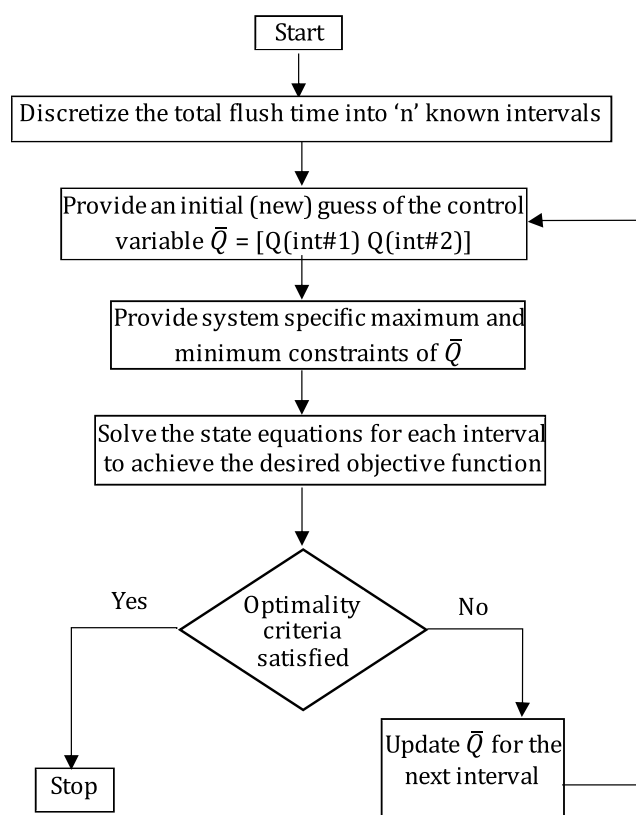 Start
Discretize the total flush time into ‘n’ known intervals
Provide an initial (new) guess of the control
variable Q̅ = [Q(int#1) Q(int#2)]
Provide system specific maximum and
minimum constraints of Q̅
Solve the state equations for each interval
to achieve the desired objective function
Optimality
criteria
satisfied
Yes
No
Update Q̅ for the
next interval
Stop